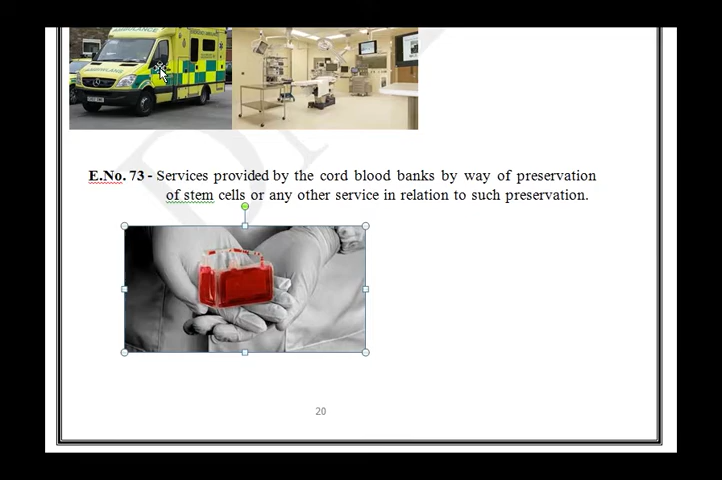 AMBULANCE
E.No. 73 - Services provided by the cord blood banks by way of preservation
of stem cells or any other service in relation to such preservation.
20